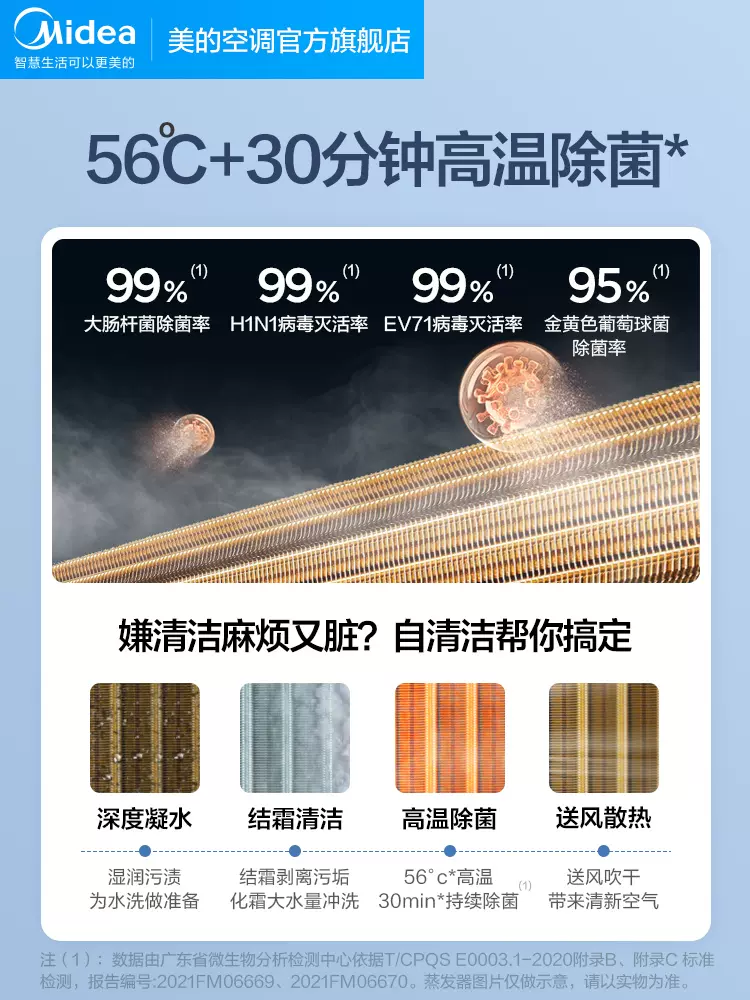 Midea
智慧生活可以更美的
美的空调官方旗舰店
56℃+30分钟高温除菌*
99%(1) 99%(1) 99%(1) 95%(1)
大肠杆菌除菌率 H1N1病毒灭活率 EV71病毒灭活率 金黄色葡萄球菌
除菌率
嫌清洁麻烦又脏？自清洁帮你搞定
深度凝水 结霜清洁 高温除菌 送风散热
湿润污渍 结霜剥离污垢 56°c*高温 送风吹干
为水洗做准备 化霜大水量冲洗 30min*持续除菌(1) 带来清新空气
注（1）：数据由广东省微生物分析检测中心依据T/CPQS E0003.1-2020附录B、附录C 标准
检测，报告编号:2021FM06669、2021FM06670。蒸发器图片仅做示意，请以实物为准。